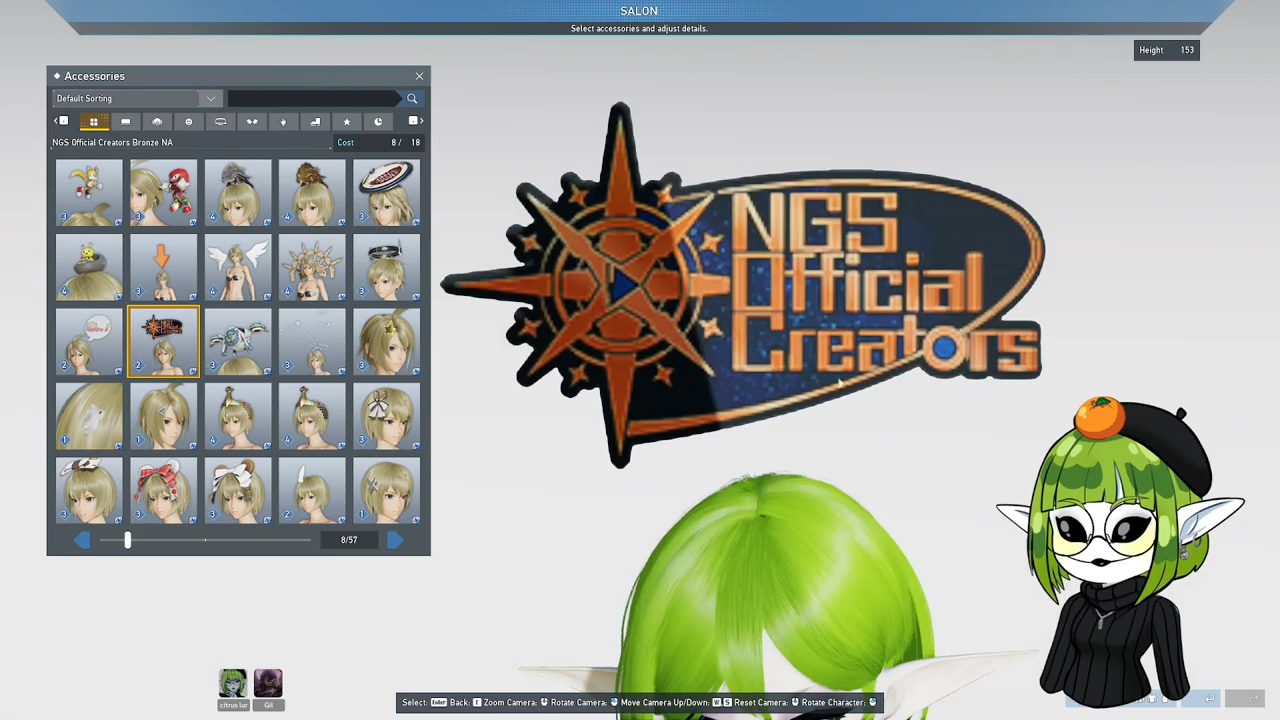 SALON
Select accessories and adjust details.
Height 153
Accessories
Default Sorting
NGS Official Creators Bronze NA
Cost 8 / 18
NGS
Official
Creators
8/57
citrus lur
Gil
Select: Enter Back: E Zoom Camera: Rotate Camera: Move Camera Up/Down: W, S Reset Camera: Rotate Character: